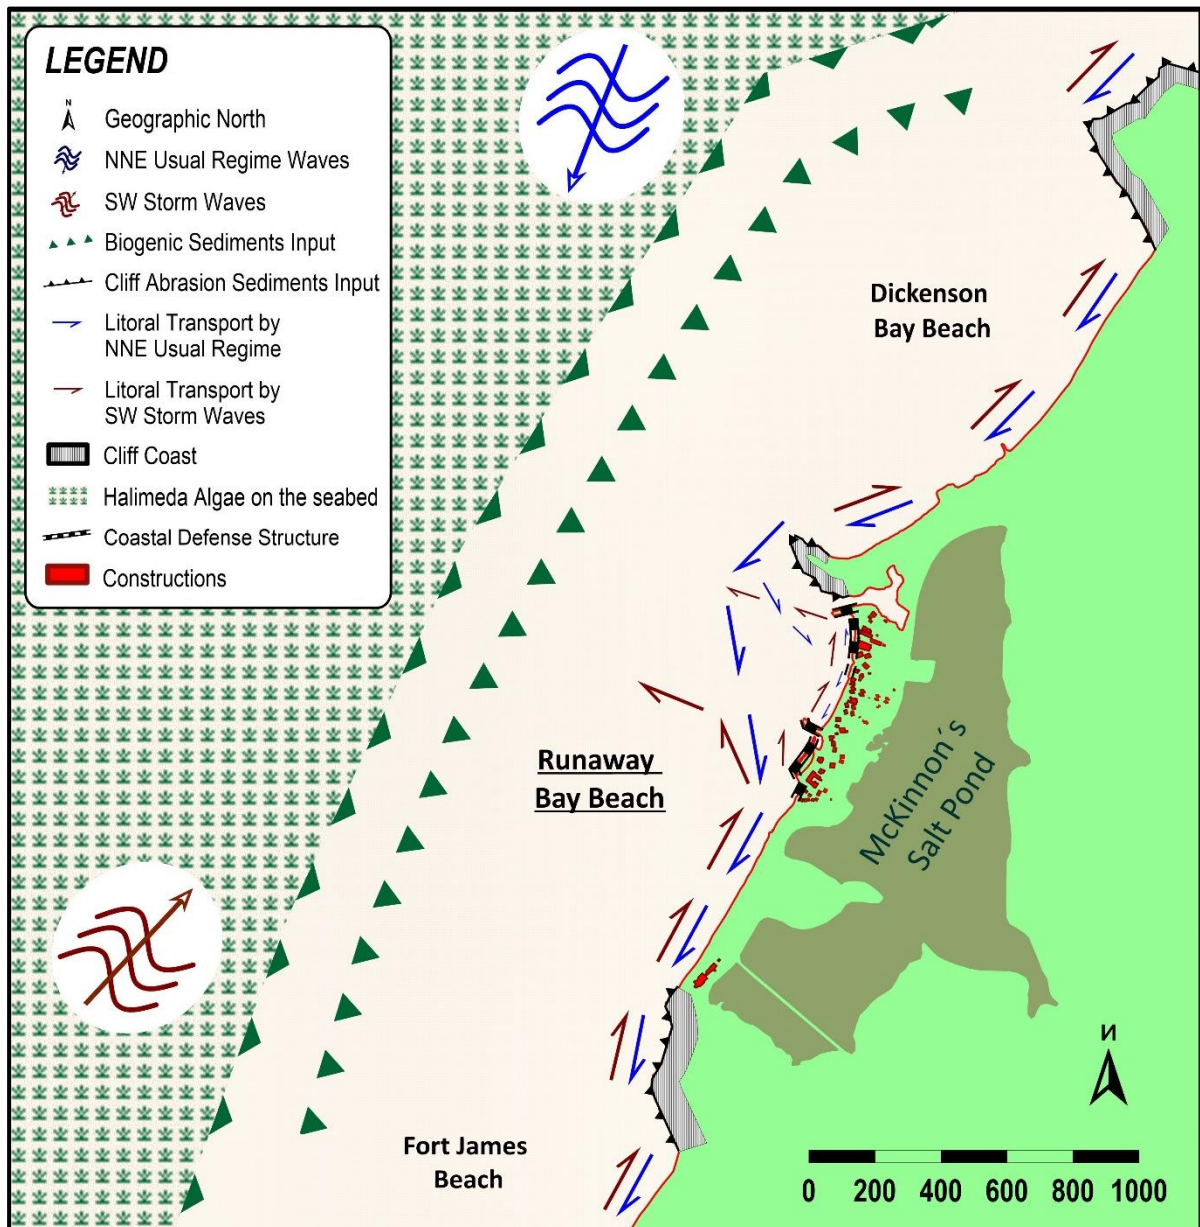 LEGEND
N
Geographic North
NNE Usual Regime Waves
SW Storm Waves
Biogenic Sediments Input
Cliff Abrasion Sediments Input
Litoral Transport by
NNE Usual Regime
Litoral Transport by
SW Storm Waves
Cliff Coast
Halimeda Algae on the seabed
Coastal Defense Structure
Constructions
Dickenson
Bay Beach
Runaway
Bay Beach
McKinnon´s
Salt Pond
Fort James
Beach
И
0 200 400 600 800 1000